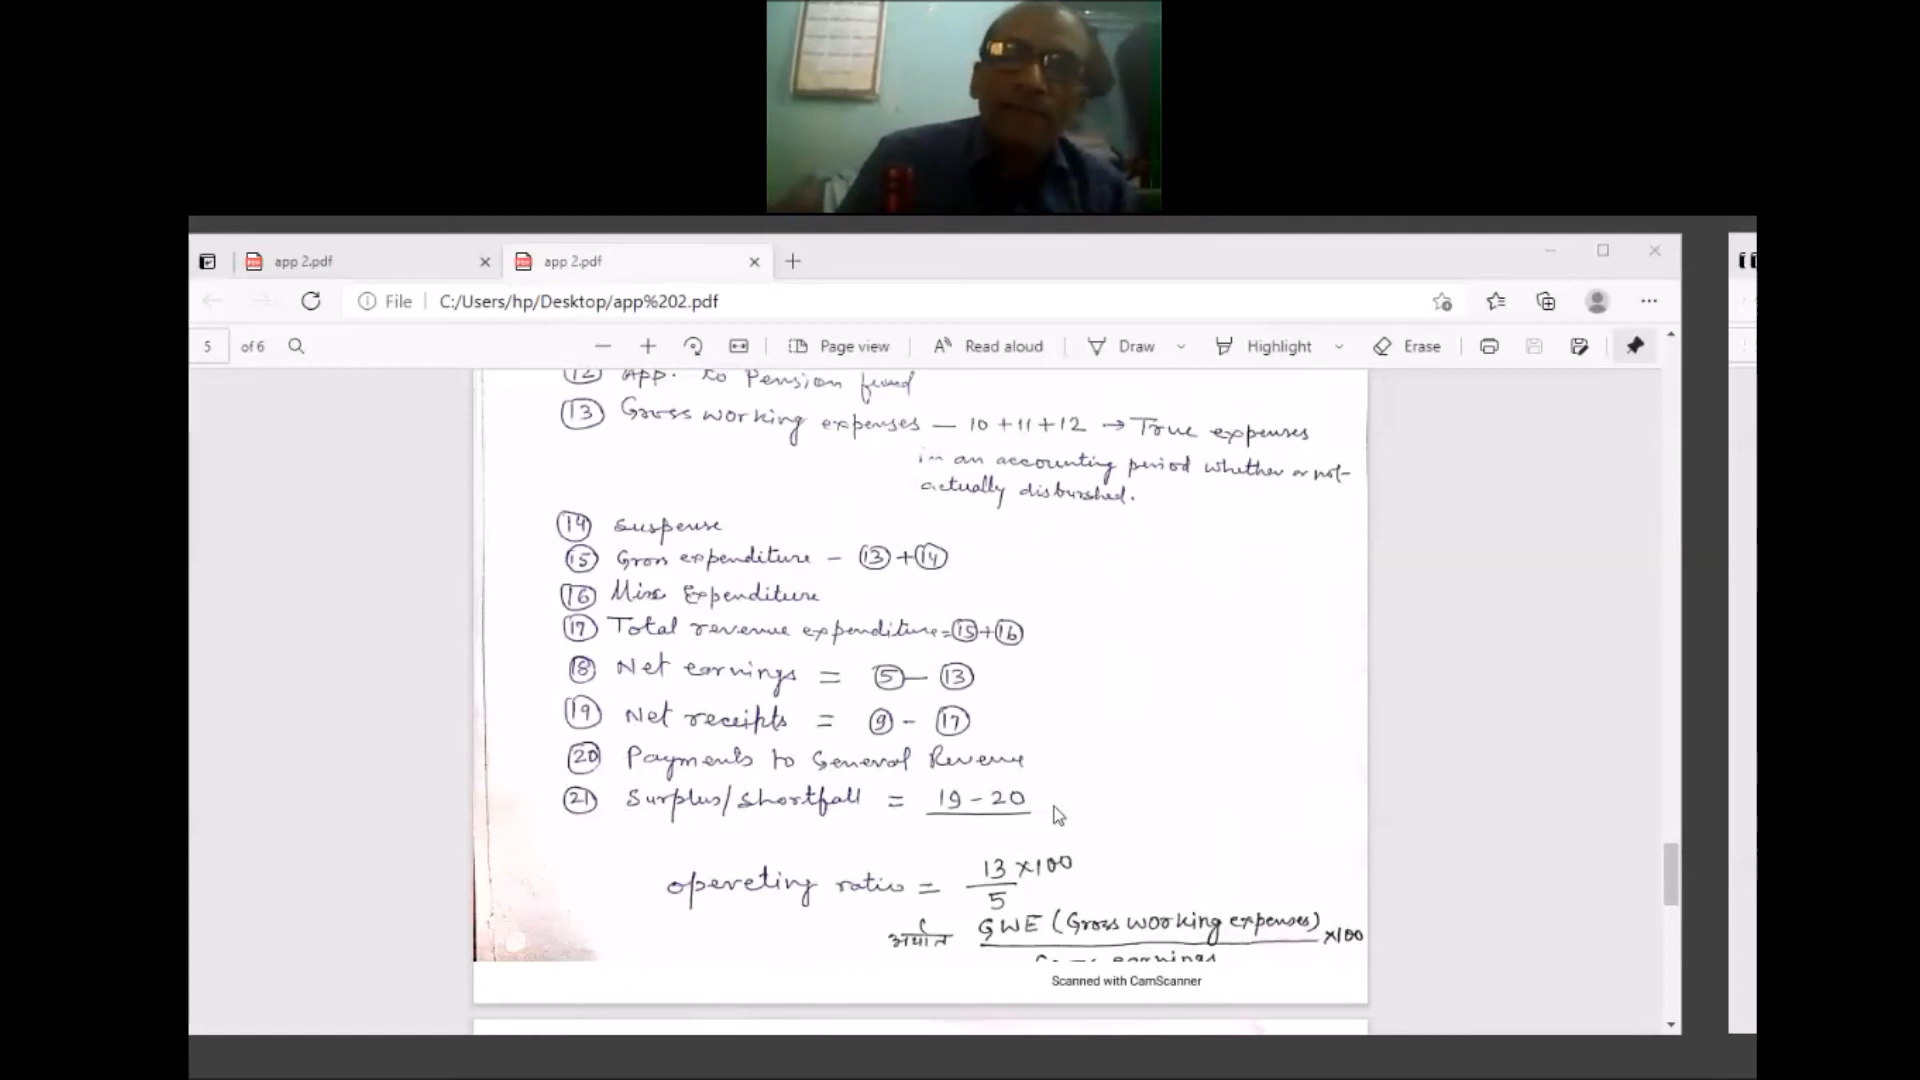 app 2.pdf
app 2.pdf
File C:/Users/hp/Desktop/app%202.pdf
5 of 6 Page view Read aloud Draw Highlight Erase
12 App. to Pension fund
13 Gross working expenses — 10 + 11 + 12 → True expenses
in an accounting period whether or not
actually disburshed.
14 Suspense
15 Gross expenditure - 13 + 14
16 Misc Expenditure
17 Total revenue expenditure = 15 + 16
18 Net earnings = 5 - 13
19 Net receipts = 9 - 17
20 Payments to General Revenue
21 Surplus/Shortfall = 19 - 20
opereting ratio = 13 x 100
5
अर्थात GWE (Gross working expenses) x100
earnings
Scanned with CamScanner